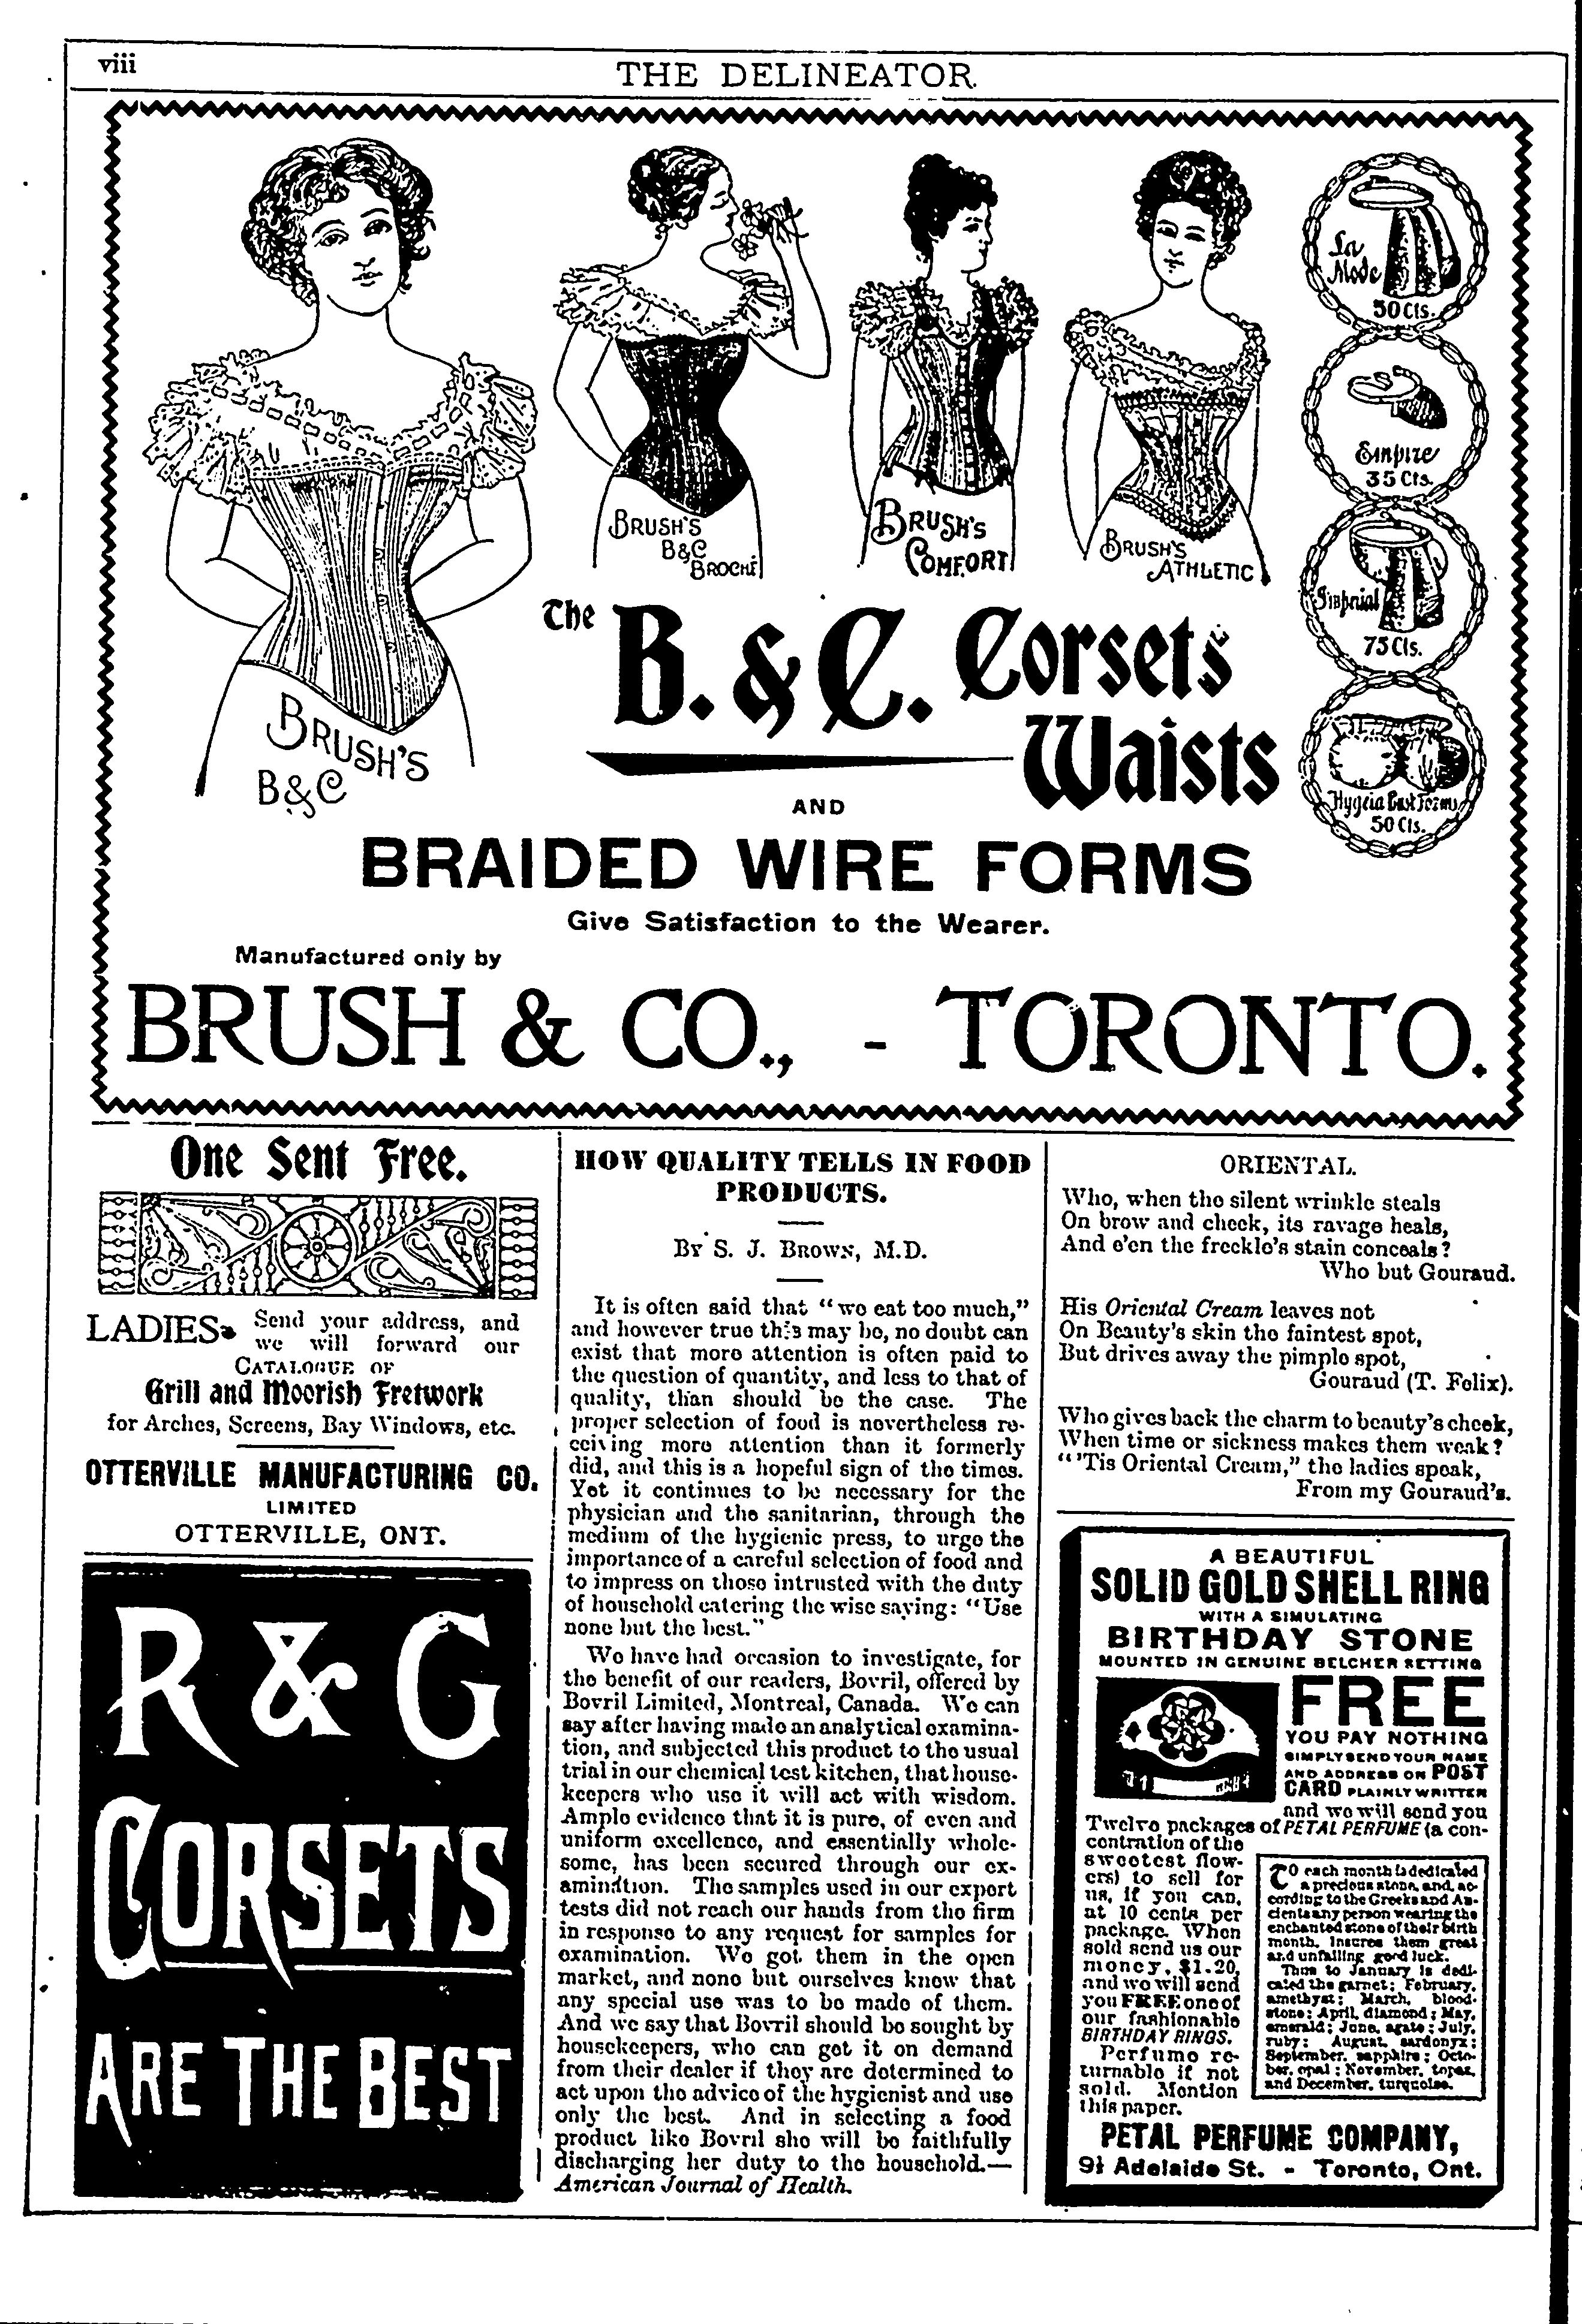 viii
THE DELINEATOR.
BRUSH'S
B&C
BRUSH'S
B&C
BROCHÉ
BRUSH'S
COMFORT
BRUSH'S
ATHLETIC
La
Mode
50 Cts.
Empire
35 Cts.
Imperial
75 Cts.
Hygeia Bust Forms
50 Cts.
The B. & C. Corsets
Waists
AND
BRAIDED WIRE FORMS
Give Satisfaction to the Wearer.
Manufactured only by
BRUSH & CO., - TORONTO.
One Sent Free.
LADIES
Send your address, and
we will forward our
CATALOGUE OF
Grill and Moorish Fretwork
for Arches, Screens, Bay Windows, etc.
OTTERVILLE MANUFACTURING CO.
LIMITED
OTTERVILLE, ONT.
R & G
CORSETS
ARE THE BEST
HOW QUALITY TELLS IN FOOD
PRODUCTS.
BY S. J. BROWN, M.D.
It is often said that "we eat too much,"
and however true this may be, no doubt can
exist that more attention is often paid to
the question of quantity, and less to that of
quality, than should be the case. The
proper selection of food is nevertheless re-
ceiving more attention than it formerly
did, and this is a hopeful sign of the times.
Yet it continues to be necessary for the
physician and the sanitarian, through the
medium of the hygienic press, to urge the
importance of a careful selection of food and
to impress on those intrusted with the duty
of household catering the wise saying: "Use
none but the best."
We have had occasion to investigate, for
the benefit of our readers, Bovril, offered by
Bovril Limited, Montreal, Canada. We can
say after having made an analytical examina-
tion, and subjected this product to the usual
trial in our chemical test kitchen, that house-
keepers who use it will act with wisdom.
Ample evidence that it is pure, of even and
uniform excellence, and essentially whole-
some, has been secured through our ex-
amination. The samples used in our expert
tests did not reach our hands from the firm
in response to any request for samples for
examination. We got them in the open
market, and none but ourselves know that
any special use was to be made of them.
And we say that Bovril should be sought by
housekeepers, who can get it on demand
from their dealer if they are determined to
act upon the advice of the hygienist and use
only the best. And in selecting a food
product like Bovril she will be faithfully
discharging her duty to the household.—
American Journal of Health.
ORIENTAL.
Who, when the silent wrinkle steals
On brow and cheek, its ravage heals,
And e'en the freckle's stain conceals?
Who but Gouraud.
His Oriental Cream leaves not
On Beauty's skin the faintest spot,
But drives away the pimple spot,
Gouraud (T. Felix).
Who gives back the charm to beauty's cheek,
When time or sickness makes them weak?
"'Tis Oriental Cream," the ladies speak,
From my Gouraud's.
A BEAUTIFUL
SOLID GOLD SHELL RING
WITH A SIMULATING
BIRTHDAY STONE
MOUNTED IN GENUINE BELCHER SETTING
FREE
YOU PAY NOTHING
SIMPLY SEND YOUR NAME
AND ADDRESS ON POST
CARD PLAINLY WRITTEN
and we will send you
Twelve packages of PETAL PERFUME (a con-
centration of the
sweetest flow-
ers) to sell for
us, if you can,
at 10 cents per
package. When
sold send us our
money, $1.20,
and we will send
you FREE one of
our fashionable
BIRTHDAY RINGS.
Perfume re-
turnable if not
sold. Mention
this paper.
TO each month is dedicated
a precious stone, and, ac-
cording to the Greeks and An-
cients any person wearing the
enchanted stone of their birth
month, insures them great
and unfailing good luck.
Thus to January is dedi-
cated the garnet; February,
amethyst; March, blood-
stone; April, diamond; May,
emerald; June, agate; July,
ruby; August, sardonyx;
September, sapphire; Octo-
ber, opal; November, topaz,
and December, turquoise.
PETAL PERFUME COMPANY,
9½ Adelaide St. - Toronto, Ont.